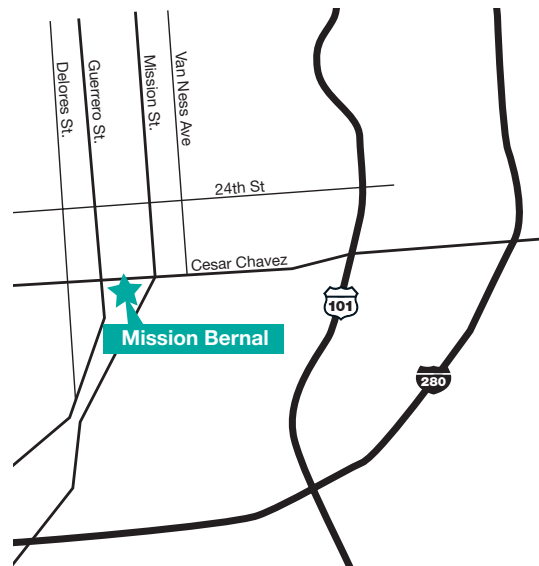 Delores St.
Guerrero St.
Mission St.
Van Ness Ave
24th St
Cesar Chavez
101
Mission Bernal
280